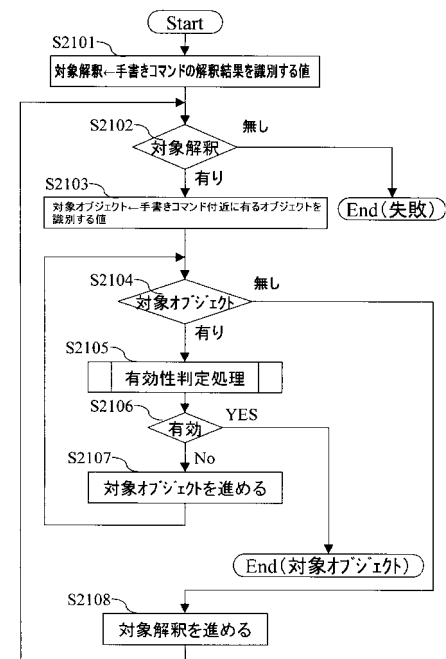 Start
S2101
対象解釈←手書きコマンドの解釈結果を識別する値
S2102
無し
対象解釈
有り
S2103
End(失敗)
対象オブジェクト←手書きコマンド付近に有るオブジェクトを
識別する値
S2104
無し
対象オブジェクト
有り
S2105
有効性判定処理
S2106
YES
有効
S2107
No
対象オブジェクトを進める
End(対象オブジェクト)
S2108
対象解釈を進める